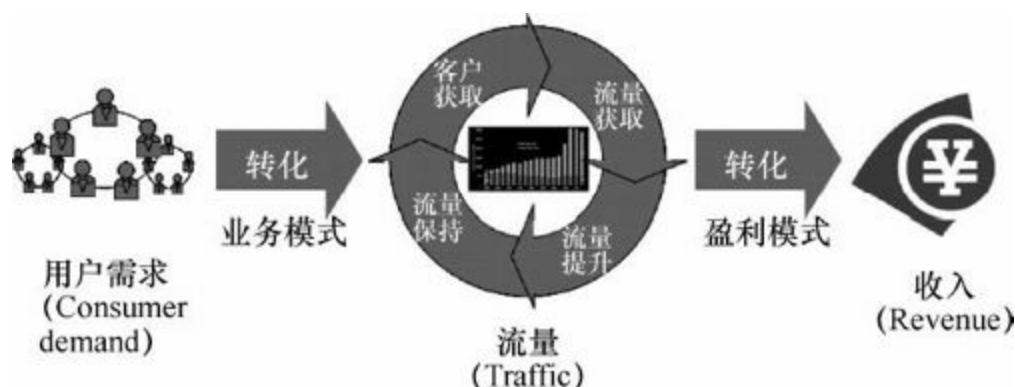 用户需求
(Consumer
demand)
转化
业务模式
客户
获取
流量
获取
流量
保持
流量
提升
流量
(Traffic)
转化
盈利模式
¥
收入
(Revenue)